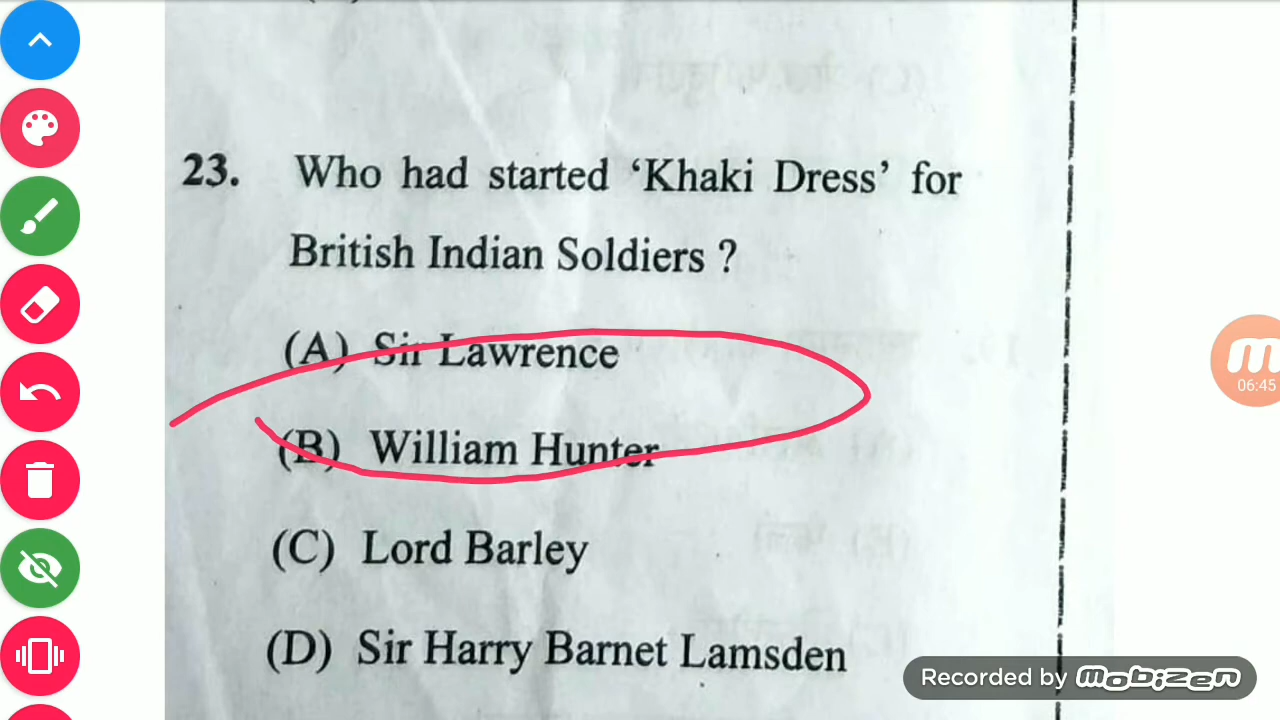 23. Who had started ‘Khaki Dress’ for
British Indian Soldiers ?
(A) Sir Lawrence
(B) William Hunter
(C) Lord Barley
(D) Sir Harry Barnet Lamsden
06:45
Recorded by mobizen